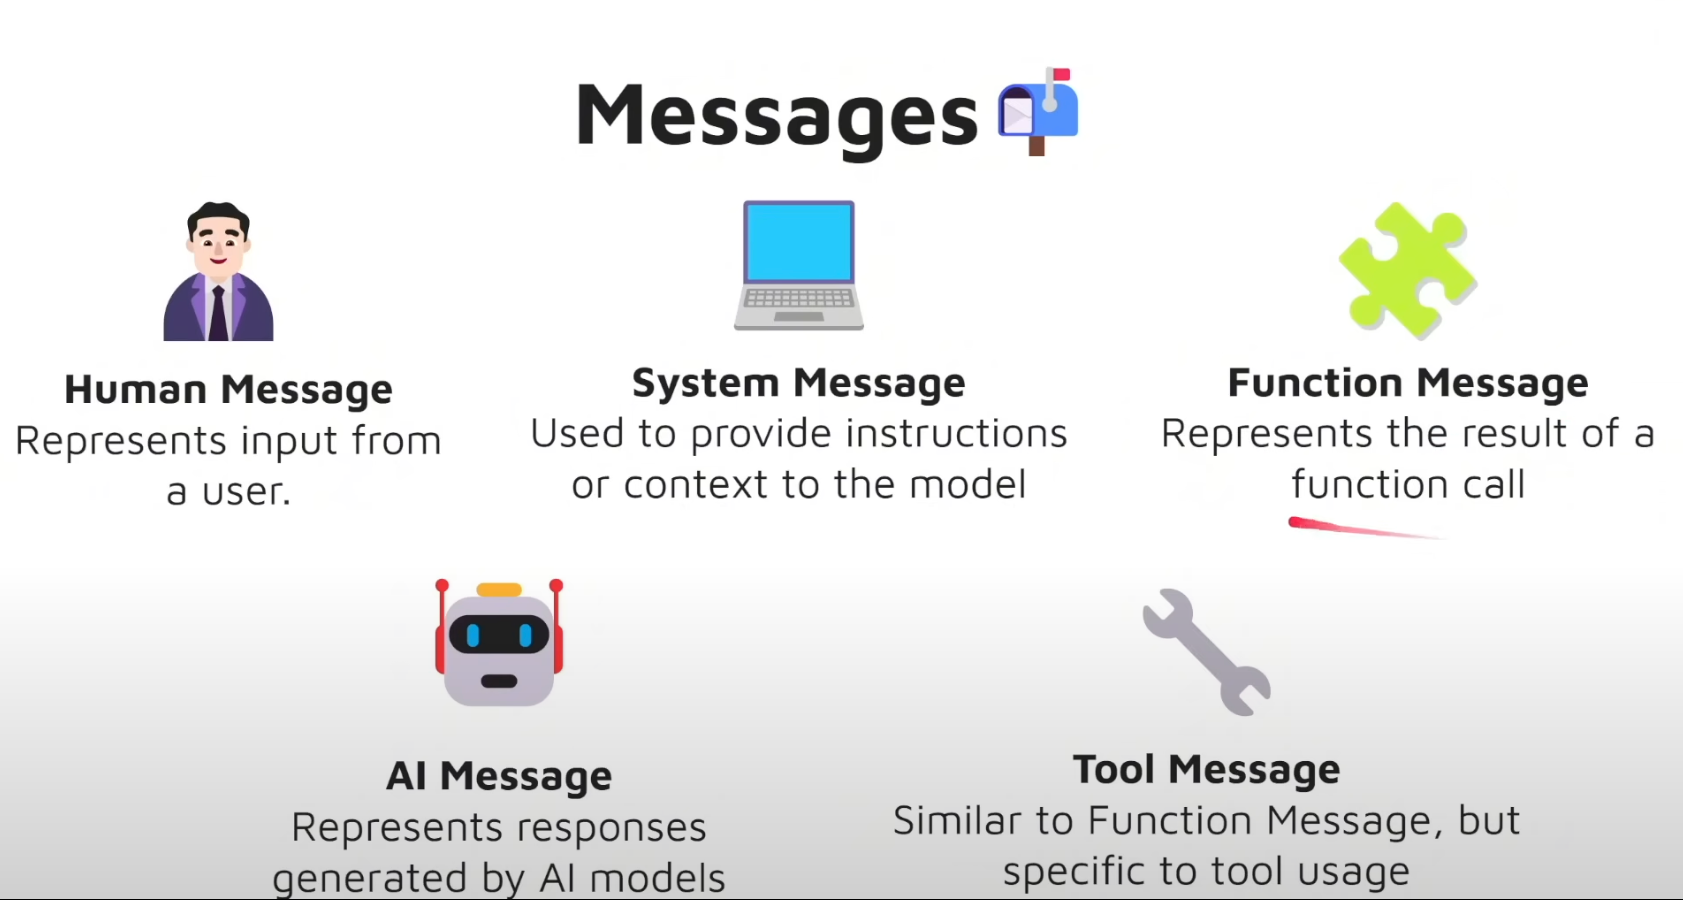 Messages
Human Message
Represents input from
a user.
System Message
Used to provide instructions
or context to the model
Function Message
Represents the result of a
function call
AI Message
Represents responses
generated by AI models
Tool Message
Similar to Function Message, but
specific to tool usage